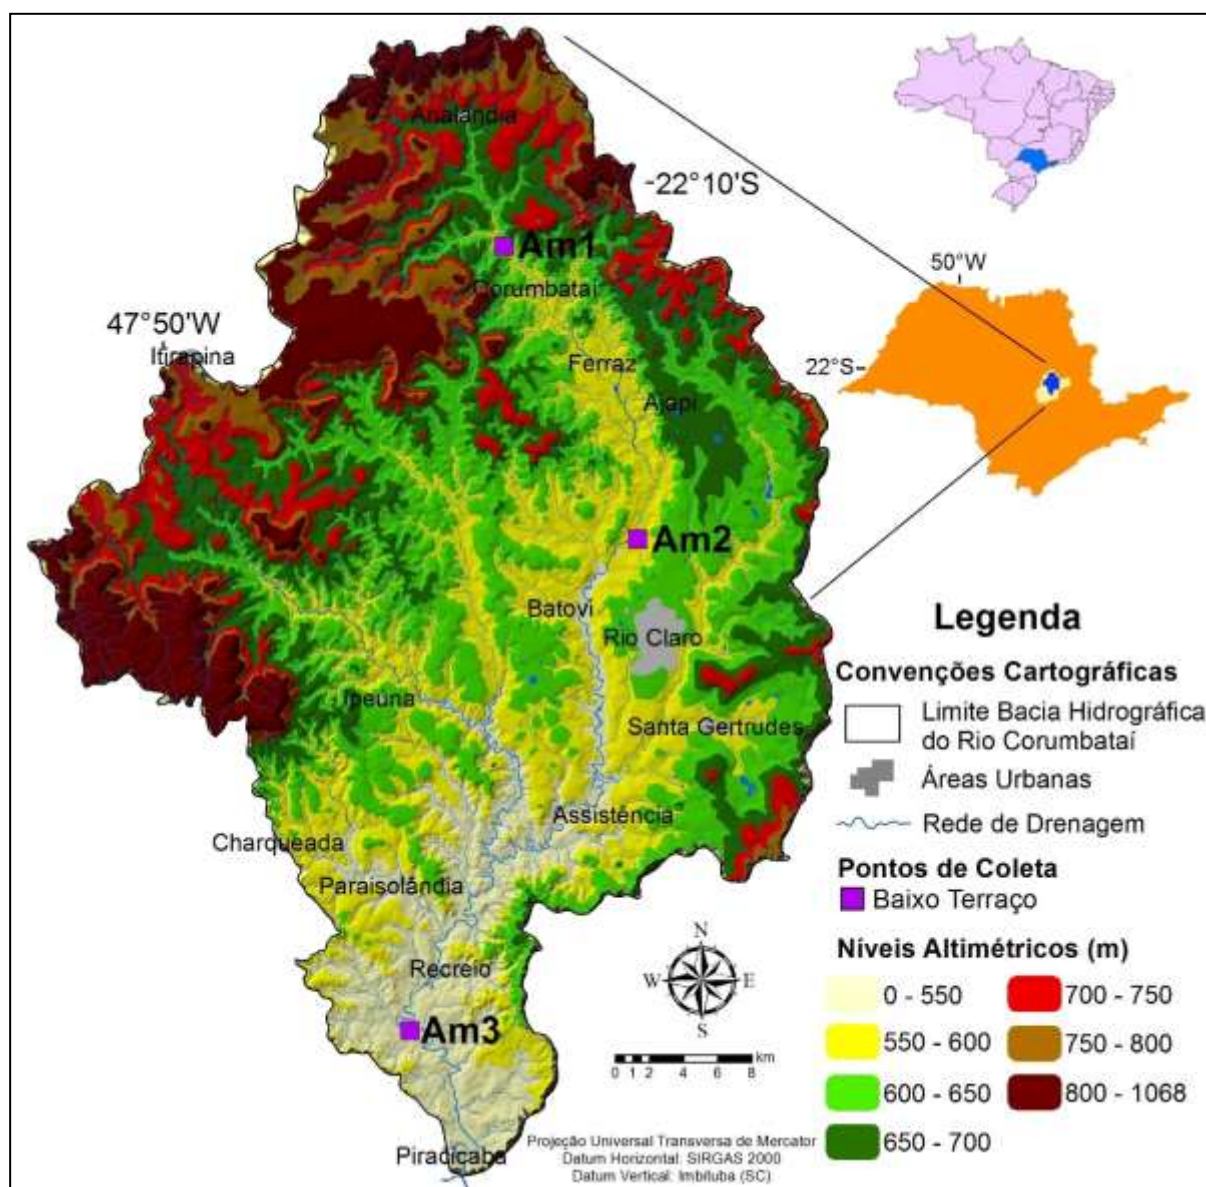 Analândia
22°10'S
Am1
Corumbataí
50°W
47°50'W
Itirapina
Ferraz
22°S
Ajapi
Am2
Batovi
Rio Claro
Ipeúna
Santa Gertrudes
Assistência
Charqueada
Paraisolândia
Recreio
Am3
Piracicaba
N
W E
S
km
0 1 2 4 6 8
Projeção Universal Transversa de Mercator
Datum Horizontal: SIRGAS 2000
Datum Vertical: Imbituba (SC)
Legenda
Convenções Cartográficas
Limite Bacia Hidrográfica
do Rio Corumbataí
Áreas Urbanas
Rede de Drenagem
Pontos de Coleta
Baixo Terraço
Níveis Altimétricos (m)
0 - 550
550 - 600
600 - 650
650 - 700
700 - 750
750 - 800
800 - 1068